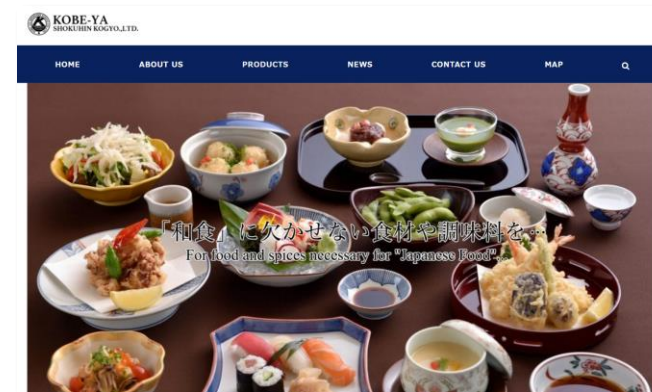 KOBE-YA
SHOKUHIN KOGYO.,LTD.
HOME ABOUT US PRODUCTS NEWS CONTACT US MAP
「和食」に欠かせない食材や調味料を…
For food and spices necessary for "Japanese Food"...